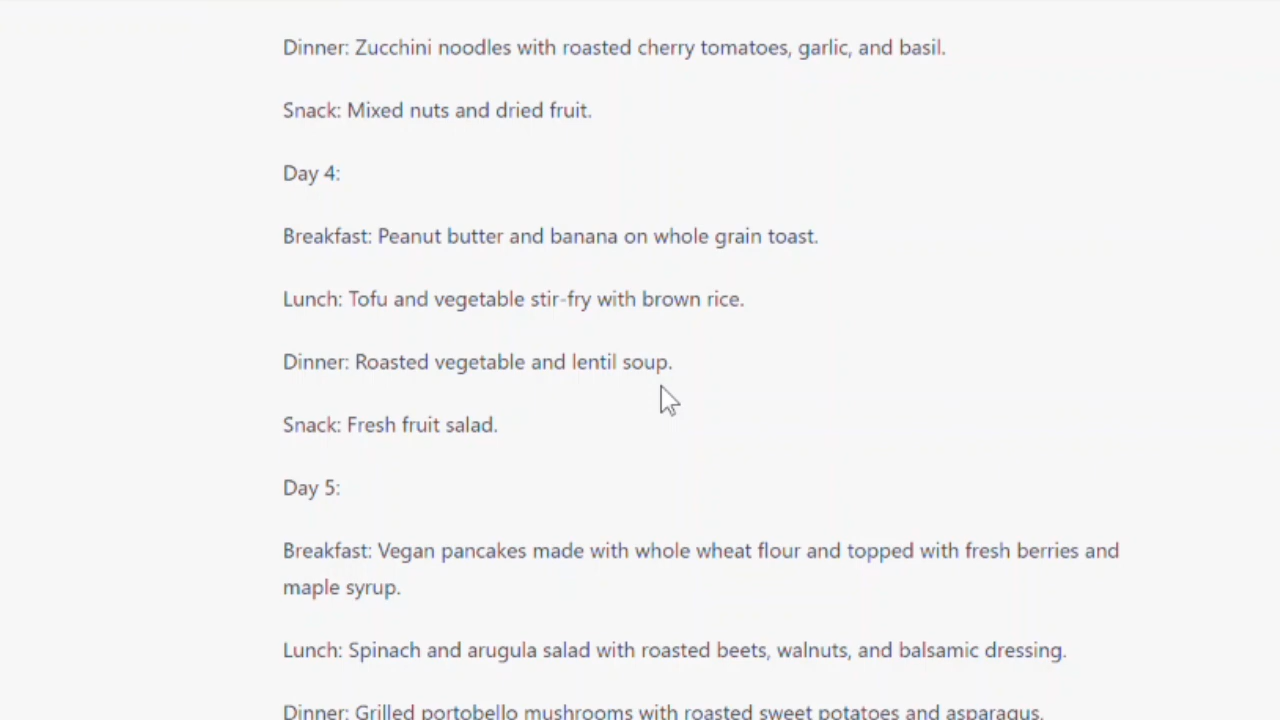 Dinner: Zucchini noodles with roasted cherry tomatoes, garlic, and basil.
Snack: Mixed nuts and dried fruit.
Day 4:
Breakfast: Peanut butter and banana on whole grain toast.
Lunch: Tofu and vegetable stir-fry with brown rice.
Dinner: Roasted vegetable and lentil soup.
Snack: Fresh fruit salad.
Day 5:
Breakfast: Vegan pancakes made with whole wheat flour and topped with fresh berries and
maple syrup.
Lunch: Spinach and arugula salad with roasted beets, walnuts, and balsamic dressing.
Dinner: Grilled portobello mushrooms with roasted sweet potatoes and asparagus.